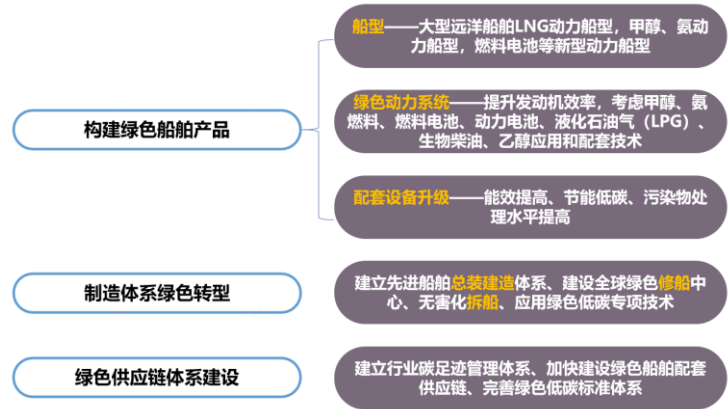 构建绿色船舶产品
船型——大型远洋船舶LNG动力船型，甲醇、氨动
力船型，燃料电池等新型动力船型
绿色动力系统——提升发动机效率，考虑甲醇、氨
燃料、燃料电池、动力电池、液化石油气（LPG）、
生物柴油、乙醇应用和配套技术
配套设备升级——能效提高、节能低碳、污染物处
理水平提高
制造体系绿色转型
建立先进船舶总装建造体系、建设全球绿色修船中
心、无害化拆船、应用绿色低碳专项技术
绿色供应链体系建设
建立行业碳足迹管理体系、加快建设绿色船舶配套
供应链、完善绿色低碳标准体系